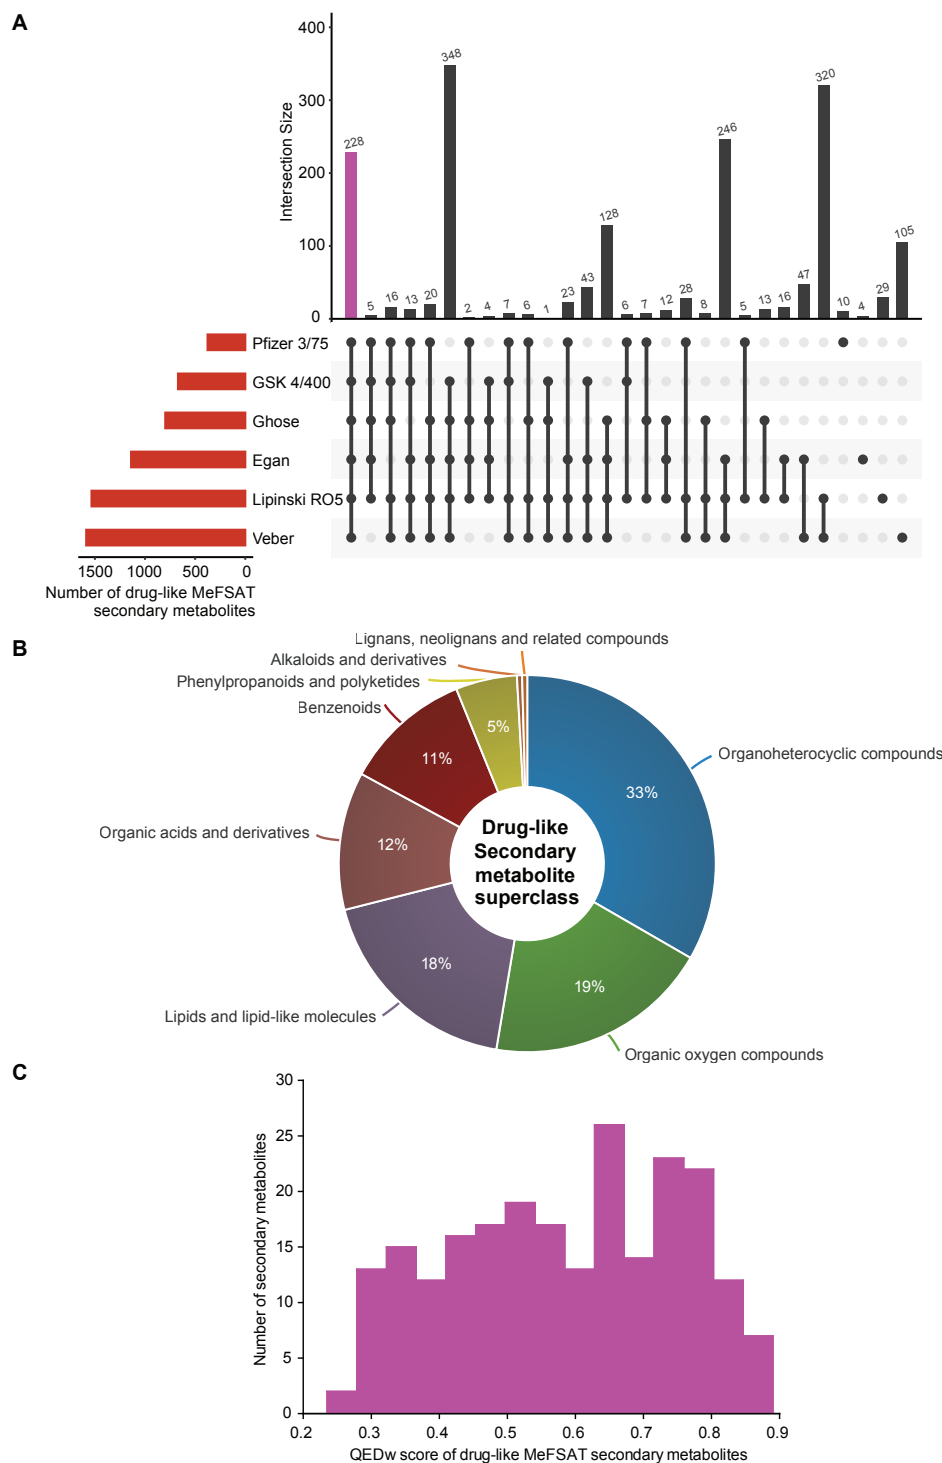 A
400
300
200
100
0
Intersection Size
228
5
16
13
20
348
2
4
7
6
1
23
43
128
6
7
12
28
8
246
5
13
16
47
320
10
4
29
105
Pfizer 3/75
GSK 4/400
Ghose
Egan
Lipinski RO5
Veber
1500 1000 500 0
Number of drug-like MeFSAT
secondary metabolites
B
Lignans, neolignans and related compounds
Alkaloids and derivatives
Phenylpropanoids and polyketides
Benzenoids
Organoheterocyclic compounds
Organic acids and derivatives
Lipids and lipid-like molecules
Organic oxygen compounds
5%
11%
33%
12%
18%
19%
Drug-like
Secondary
metabolite
superclass
C
30
25
20
15
10
5
0
Number of secondary metabolites
0.2 0.3 0.4 0.5 0.6 0.7 0.8 0.9
QEDw score of drug-like MeFSAT secondary metabolites